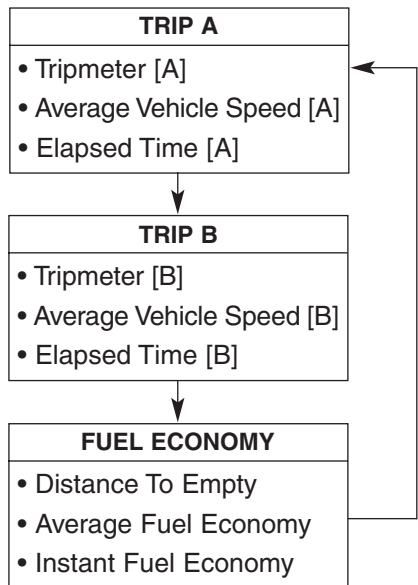 TRIP A
• Tripmeter [A]
• Average Vehicle Speed [A]
• Elapsed Time [A]
TRIP B
• Tripmeter [B]
• Average Vehicle Speed [B]
• Elapsed Time [B]
FUEL ECONOMY
• Distance To Empty
• Average Fuel Economy
• Instant Fuel Economy